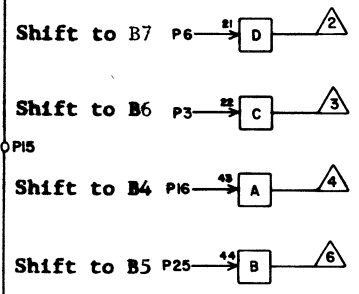 Shift to B7 P6 21 D 2
Shift to B6 P3 22 C 3
P15
Shift to B4 P16 43 A 4
Shift to B5 P25 44 B 6